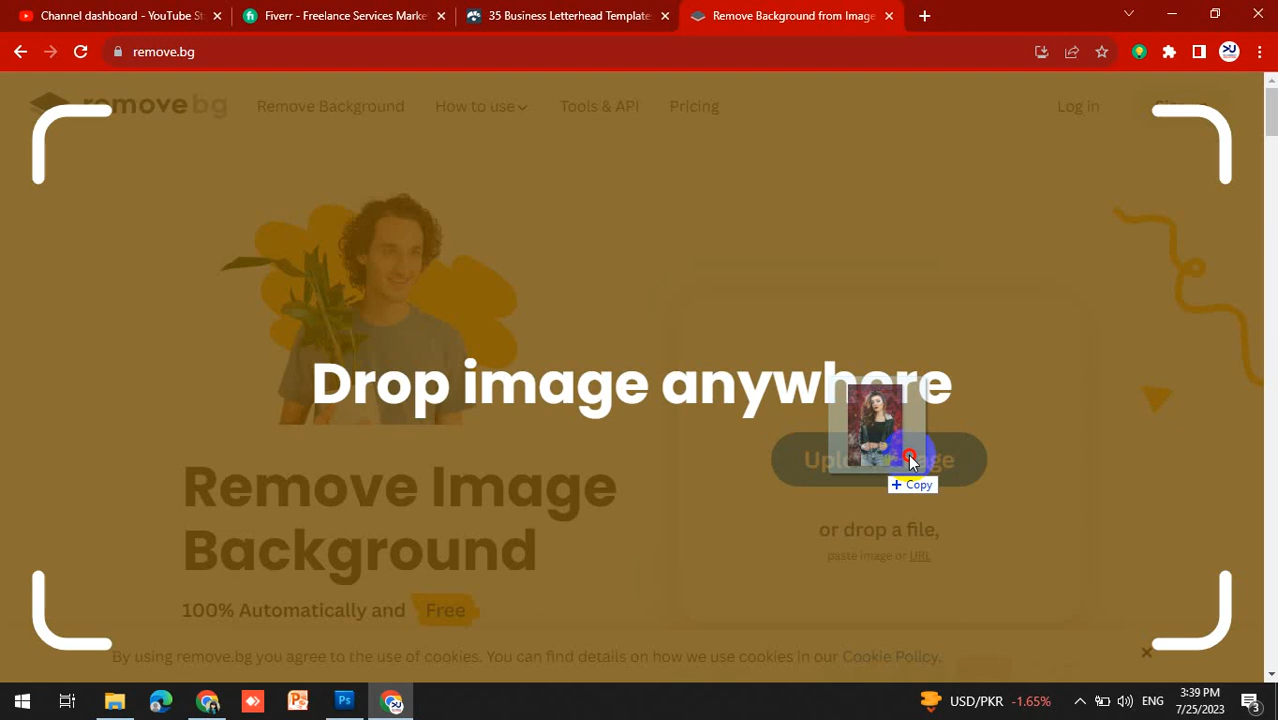 Channel dashboard - YouTube St
Fiverr - Freelance Services Marke
35 Business Letterhead Template
Remove Background from Image
remove.bg
removebg
Remove Background
How to use
Tools & API
Pricing
Log in
Drop image anywhere
Copy
Remove Image
Background
100% Automatically and Free
or drop a file,
paste image or URL
By using remove.bg you agree to the use of cookies. You can find details on how we use cookies in our Cookie Policy.
Ps
USD/PKR -1.65%
ENG
3:39 PM
7/25/2023
3